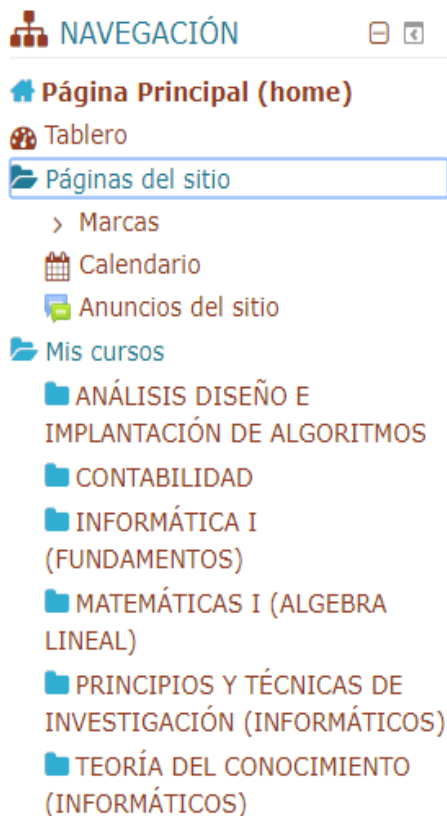 NAVEGACIÓN
Página Principal (home)
Tablero
Páginas del sitio
Marcas
Calendario
Anuncios del sitio
Mis cursos
ANÁLISIS DISEÑO E
IMPLANTACIÓN DE ALGORITMOS
CONTABILIDAD
INFORMÁTICA I
(FUNDAMENTOS)
MATEMÁTICAS I (ALGEBRA
LINEAL)
PRINCIPIOS Y TÉCNICAS DE
INVESTIGACIÓN (INFORMÁTICOS)
TEORÍA DEL CONOCIMIENTO
(INFORMÁTICOS)